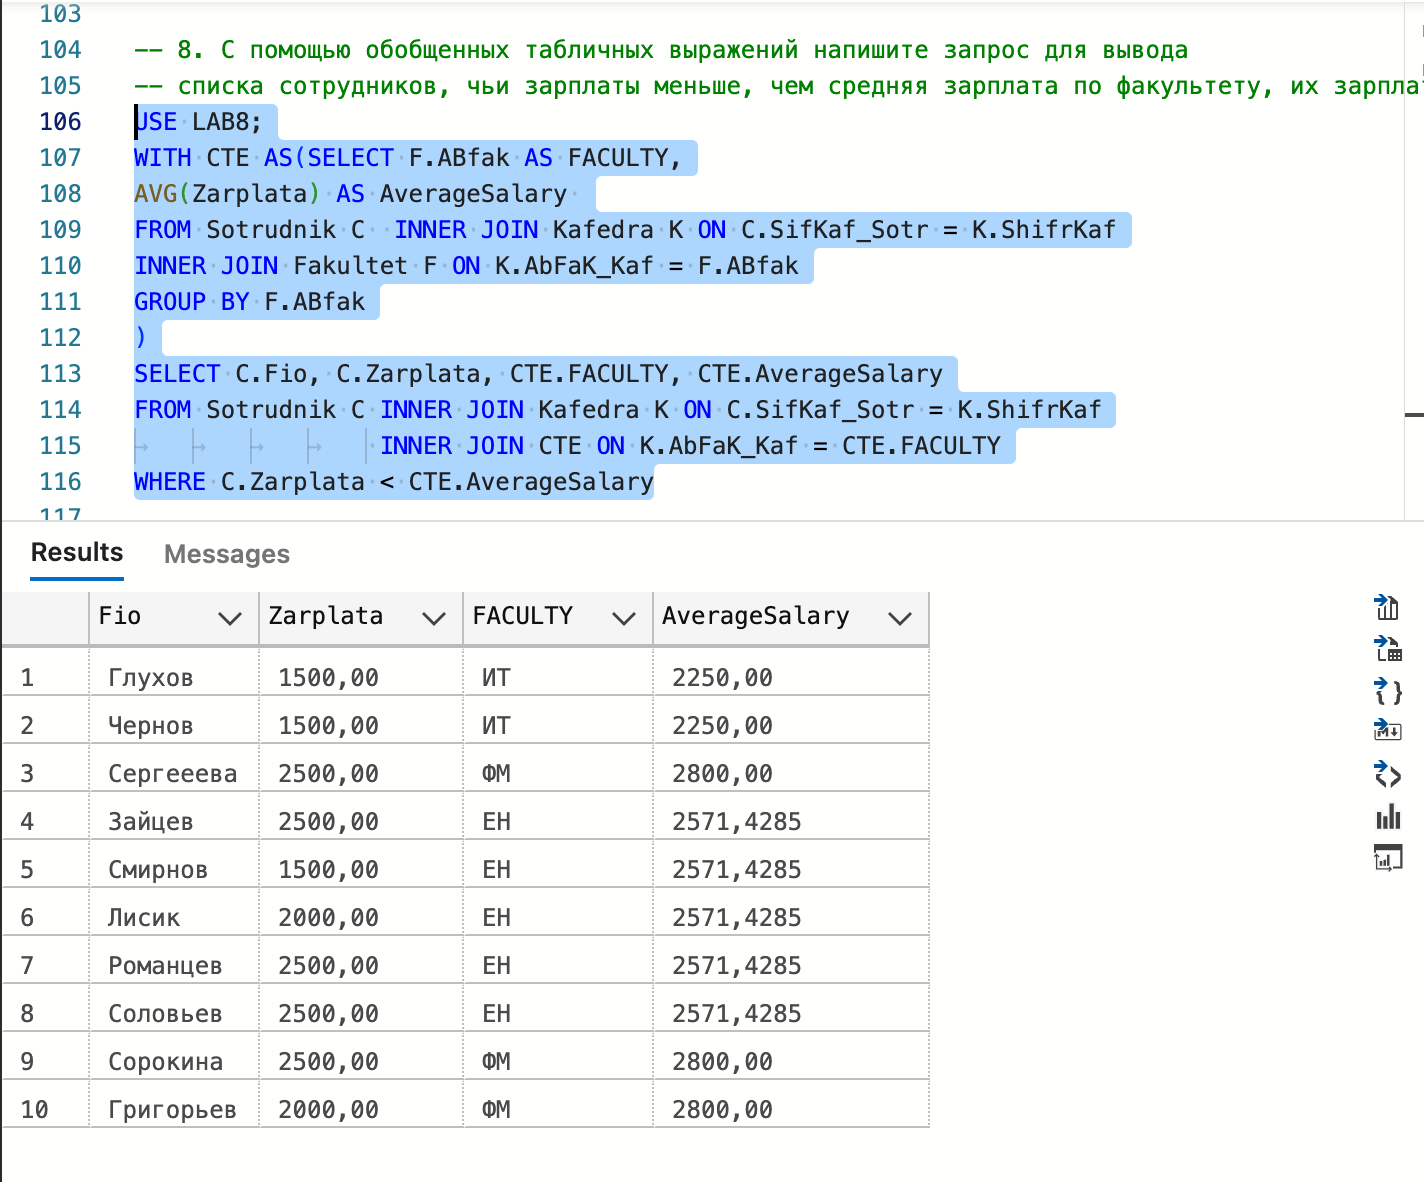 103
104 -- 8. С помощью обобщенных табличных выражений напишите запрос для вывода
105 -- списка сотрудников, чьи зарплаты меньше, чем средняя зарплата по факультету, их зарплат
106 USE LAB8;
107 WITH CTE AS(SELECT F.ABfak AS FACULTY,
108 AVG(Zarplata) AS AverageSalary
109 FROM Sotrudnik C  INNER JOIN Kafedra K ON C.SifKaf_Sotr = K.ShifrKaf
110 INNER JOIN Fakultet F ON K.AbFaK_Kaf = F.ABfak
111 GROUP BY F.ABfak
112 )
113 SELECT C.Fio, C.Zarplata, CTE.FACULTY, CTE.AverageSalary
114 FROM Sotrudnik C INNER JOIN Kafedra K ON C.SifKaf_Sotr = K.ShifrKaf
115 INNER JOIN CTE ON K.AbFaK_Kaf = CTE.FACULTY
116 WHERE C.Zarplata < CTE.AverageSalary
117
Results Messages
Fio Zarplata FACULTY AverageSalary
1 Глухов 1500,00 ИТ 2250,00
2 Чернов 1500,00 ИТ 2250,00
3 Сергееева 2500,00 ФМ 2800,00
4 Зайцев 2500,00 ЕН 2571,4285
5 Смирнов 1500,00 ЕН 2571,4285
6 Лисик 2000,00 ЕН 2571,4285
7 Романцев 2500,00 ЕН 2571,4285
8 Соловьев 2500,00 ЕН 2571,4285
9 Сорокина 2500,00 ФМ 2800,00
10 Григорьев 2000,00 ФМ 2800,00